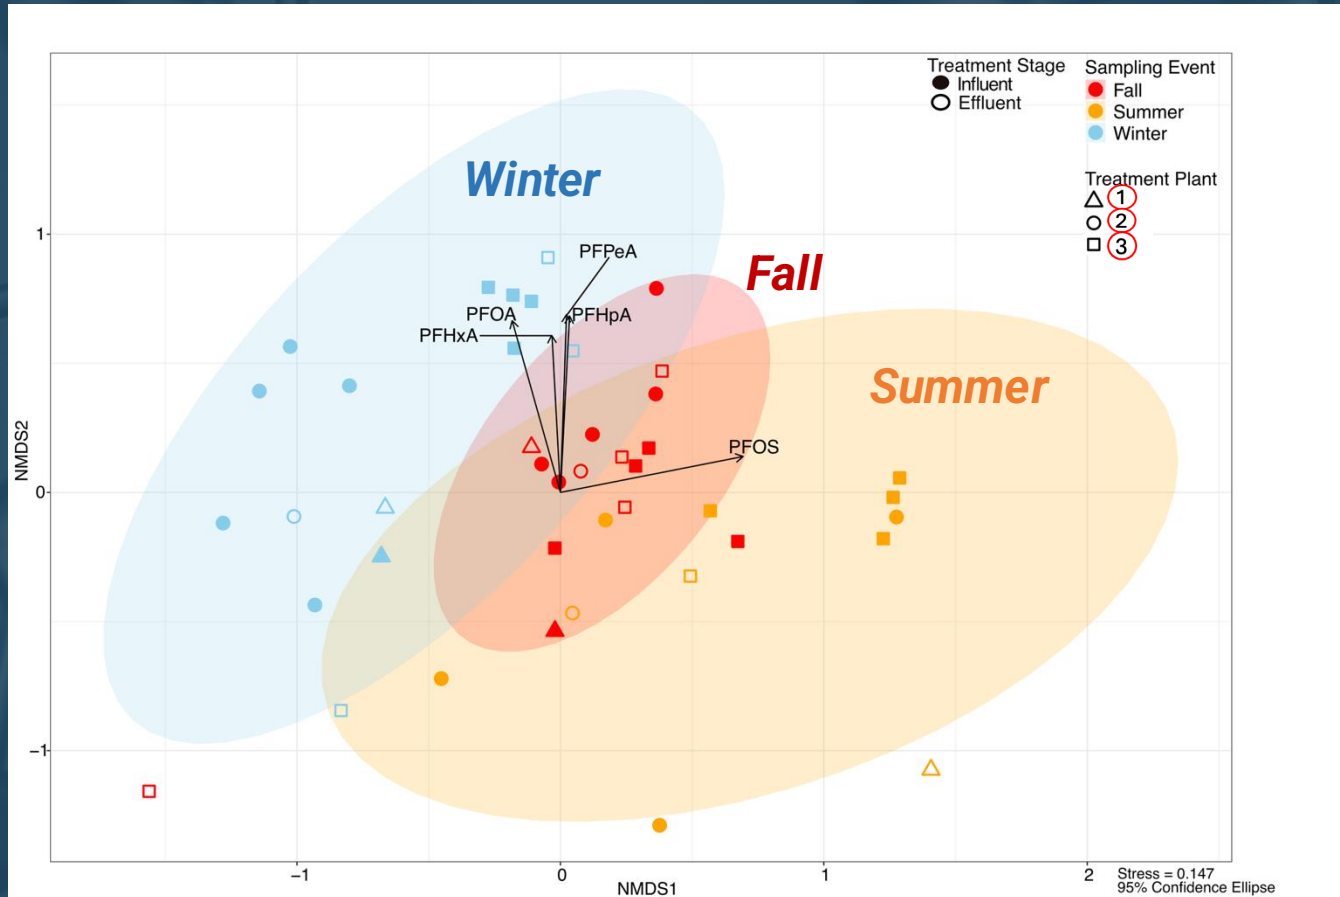 Treatment Stage
Influent
Effluent
Sampling Event
Fall
Summer
Winter
Treatment Plant
1
2
3
Winter
Fall
Summer
PFPeA
PFOA
PFHpA
PFHxA
PFOS
NMDS2
1
0
−1
−1
0
1
2
NMDS1
Stress = 0.147
95% Confidence Ellipse